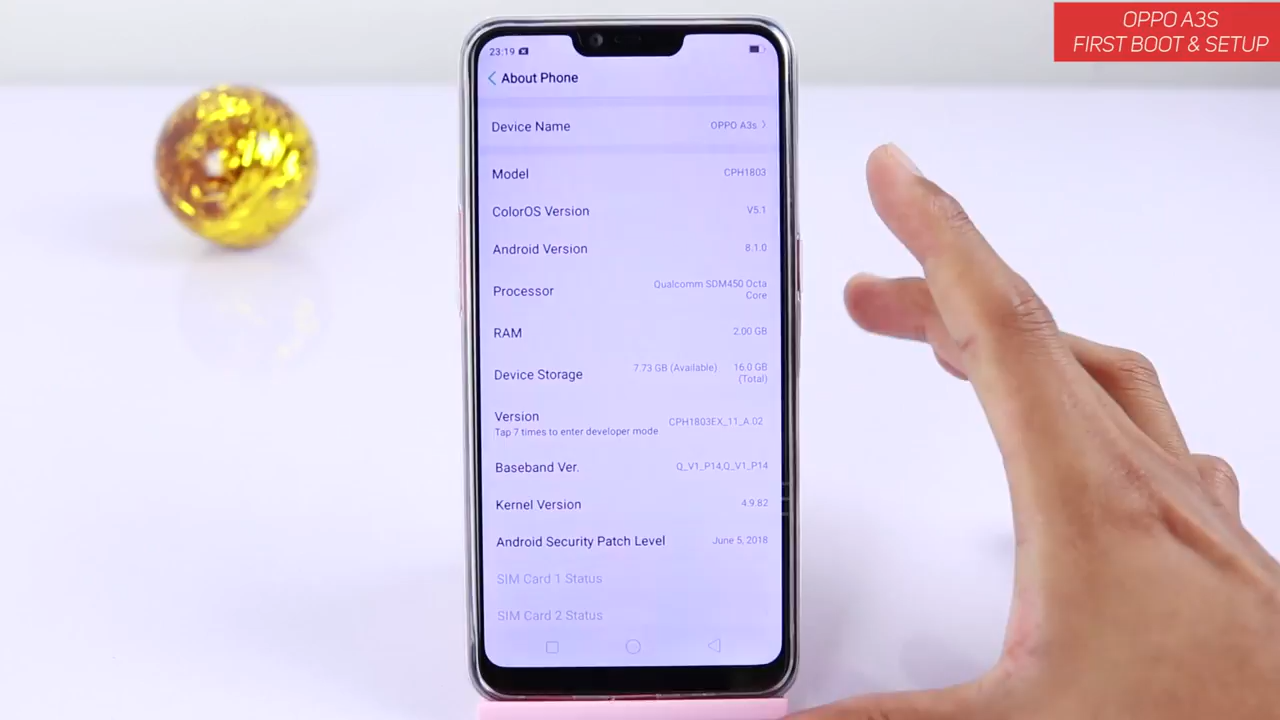 OPPO A3S
FIRST BOOT & SETUP
23:19
About Phone
Device Name OPPO A3s
Model CPH1803
ColorOS Version V5.1
Android Version 8.1.0
Processor Qualcomm SDM450 Octa
Core
RAM 2.00 GB
Device Storage 7.73 GB (Available) 16.0 GB
(Total)
Version CPH1803EX_11_A.02
Tap 7 times to enter developer mode
Baseband Ver. Q_V1_P14,Q_V1_P14
Kernel Version 4.9.82
Android Security Patch Level June 5, 2018
SIM Card 1 Status
SIM Card 2 Status